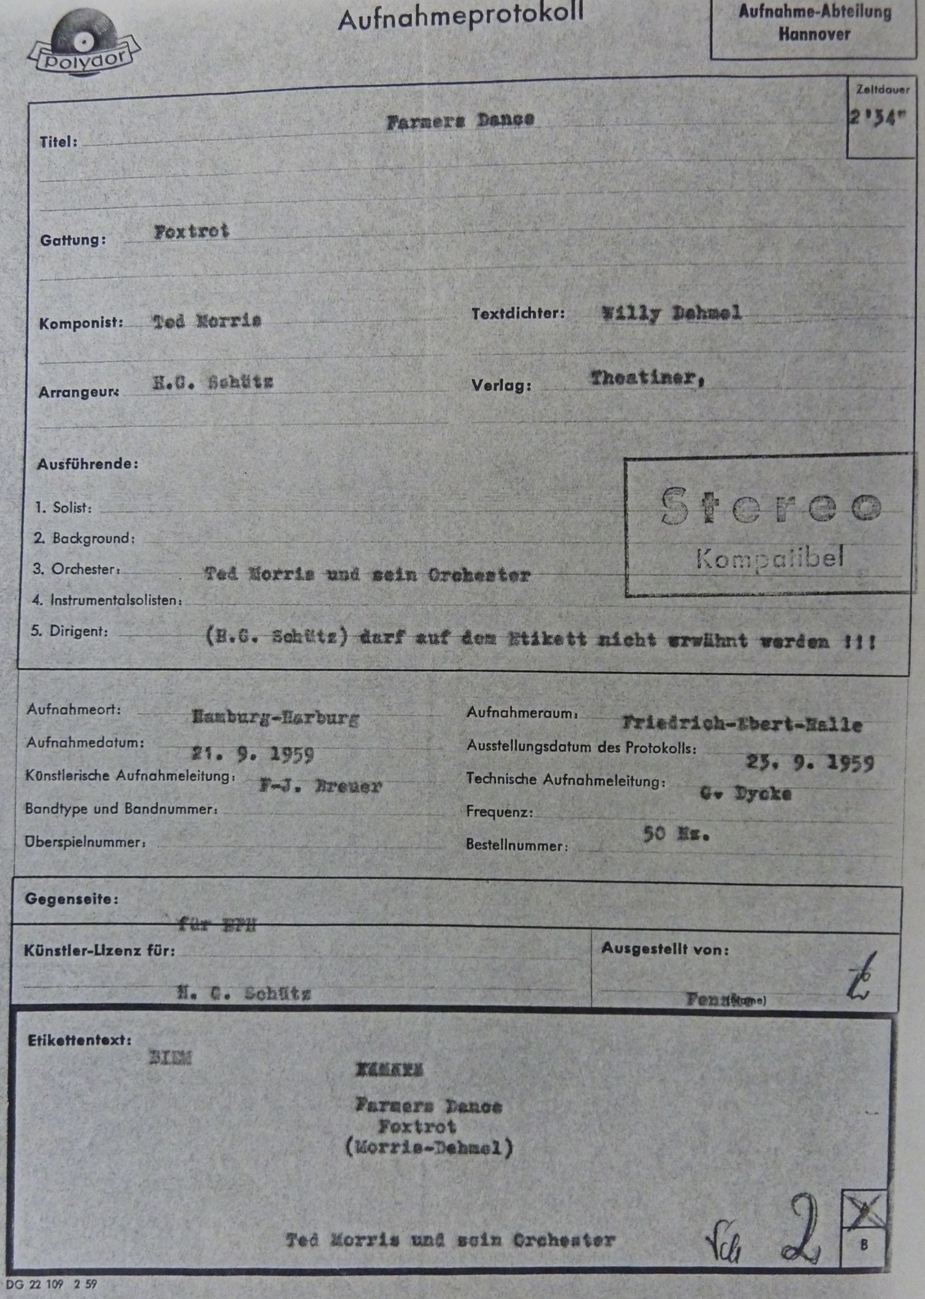 polydor
Aufnahmeprotokoll
Aufnahme-Abteilung
Hannover
Zeitdauer
2'34"
Titel: Farmers Dance
Gattung: Foxtrot
Komponist: Ted Morris
Textdichter: Willy Dehmel
Arrangeur: H.C. Schütz
Verlag: Theatiner,
Ausführende:
Stereo
Kompatibel
1. Solist:
2. Background:
3. Orchester: Ted Morris und sein Orchester
4. Instrumentalsolisten:
5. Dirigent: (H.C. Schütz) darf auf dem Etikett nicht erwähnt werden !!!
Aufnahmeort: Hamburg-Harburg
Aufnahmeraum: Friedrich-Ebert-Halle
Aufnahmedatum: 21. 9. 1959
Ausstellungsdatum des Protokolls: 23. 9. 1959
Künstlerische Aufnahmeleitung: F-J. Breuer
Technische Aufnahmeleitung: G. Dycke
Bandtype und Bandnummer:
Frequenz: 50 Hz.
Überspielnummer:
Bestellnummer:
Gegenseite:
für EPH
Künstler-Lizenz für:
H. C. Schütz
Ausgestellt von:
Etikettentext:
BIEM
Farmers Dance
Foxtrot
(Morris-Dehmel)
Ted Morris und sein Orchester
2
B
DG 22 109 2 59